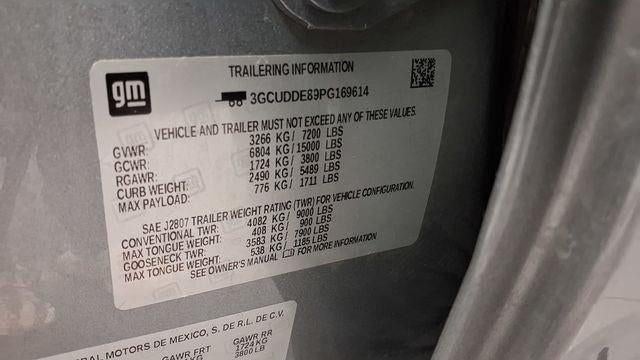 gm
TRAILERING INFORMATION
3GCUDDE89PG169614
VEHICLE AND TRAILER MUST NOT EXCEED ANY OF THESE VALUES.
GVWR: 3266 KG/ 7200 LBS
GCWR: 6804 KG/ 15000 LBS
RGAWR: 1724 KG/ 3800 LBS
CURB WEIGHT: 2490 KG/ 5489 LBS
MAX PAYLOAD: 776 KG/ 1711 LBS
SAE J2807 TRAILER WEIGHT RATING (TWR) FOR VEHICLE CONFIGURATION.
CONVENTIONAL TWR: 4082 KG/ 9000 LBS
MAX TONGUE WEIGHT: 408 KG/ 900 LBS
GOOSENECK TWR: 3583 KG/ 7900 LBS
MAX TONGUE WEIGHT: 538 KG/ 1185 LBS
SEE OWNER'S MANUAL FOR MORE INFORMATION
RAL MOTORS DE MEXICO, S. DE R.L. DE C.V.
GAWR FRT GAWR RR
1724 KG
3800 LB